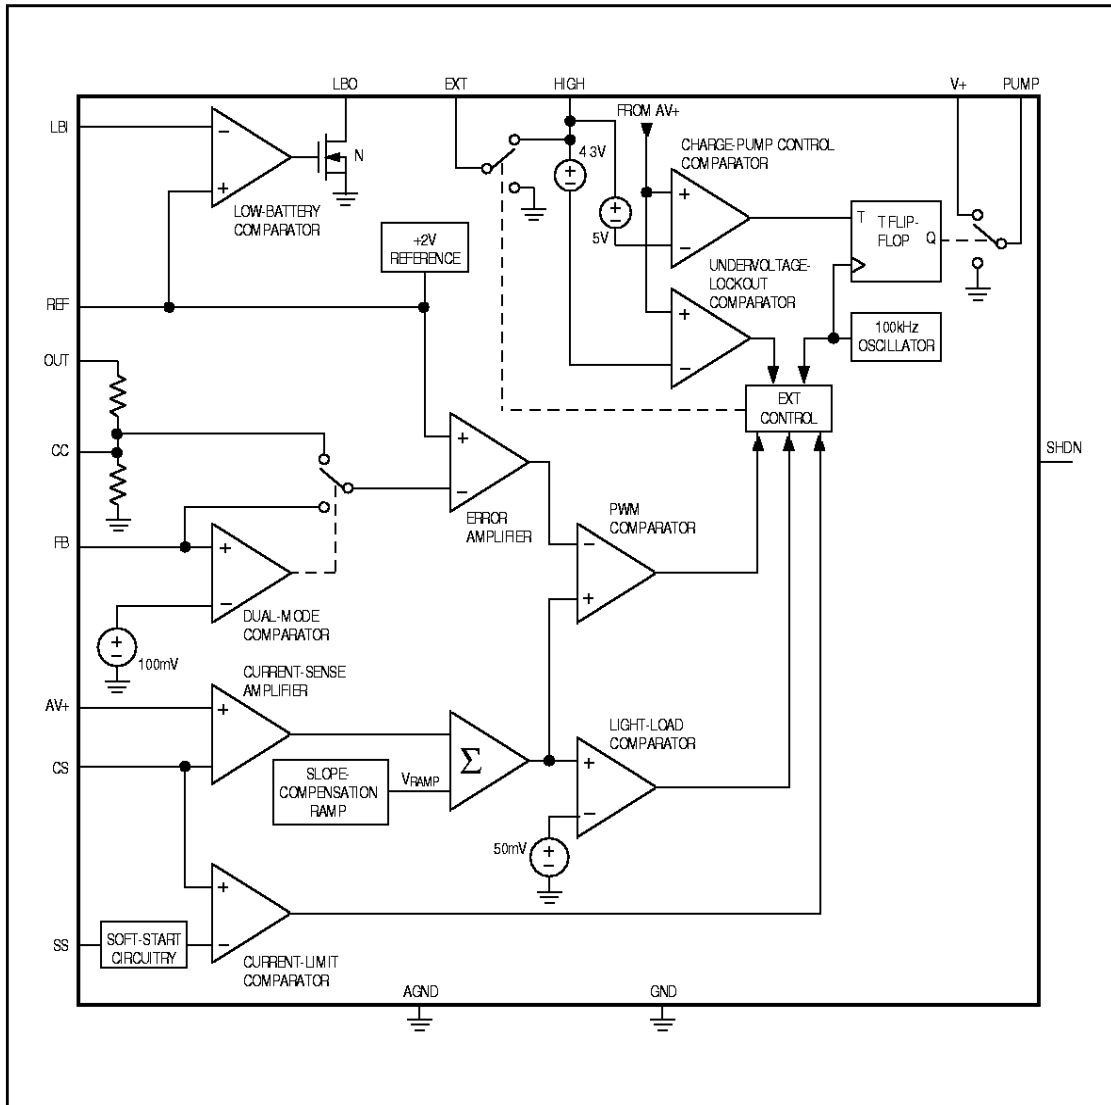 LBO EXT HIGH V+ PUMP
LBI
FROM AV+
4.3V
CHARGE-PUMP CONTROL
COMPARATOR
−
+
N
LOW-BATTERY
COMPARATOR
+
−
+
−
5V
+
−
T
T FLIP-
FLOP
Q
+2V
REFERENCE
UNDERVOLTAGE-
LOCKOUT
COMPARATOR
REF
+
−
100kHz
OSCILLATOR
OUT
EXT
CONTROL
CC
+
−
SHDN
ERROR
AMPLIFIER
PWM
COMPARATOR
FB
+
−
−
+
DUAL-MODE
COMPARATOR
+
−
100mV
CURRENT-SENSE
AMPLIFIER
AV+
+
LIGHT-LOAD
COMPARATOR
CS
−
Σ
+
−
SLOPE-
COMPENSATION
RAMP
VRAMP
50mV
+
−
+
−
SS
SOFT-START
CIRCUITRY
CURRENT-LIMIT
COMPARATOR
AGND GND